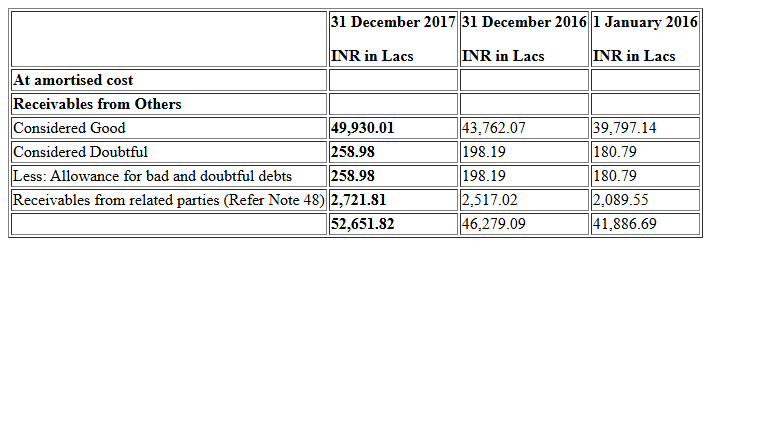 31 December 2017 31 December 2016 1 January 2016
INR in Lacs INR in Lacs INR in Lacs
At amortised cost
Receivables from Others
Considered Good 49,930.01 43,762.07 39,797.14
Considered Doubtful 258.98 198.19 180.79
Less: Allowance for bad and doubtful debts 258.98 198.19 180.79
Receivables from related parties (Refer Note 48) 2,721.81 2,517.02 2,089.55
52,651.82 46,279.09 41,886.69